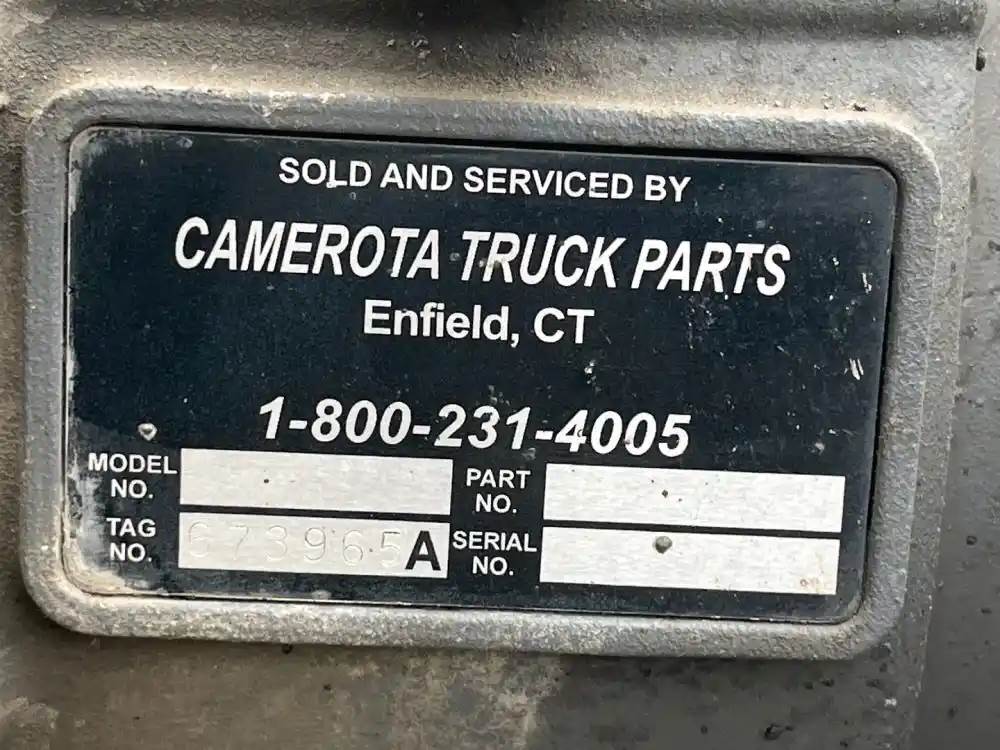 SOLD AND SERVICED BY
CAMEROTA TRUCK PARTS
Enfield, CT
1-800-231-4005
MODEL NO.
PART NO.
TAG NO. 673965A
SERIAL NO.